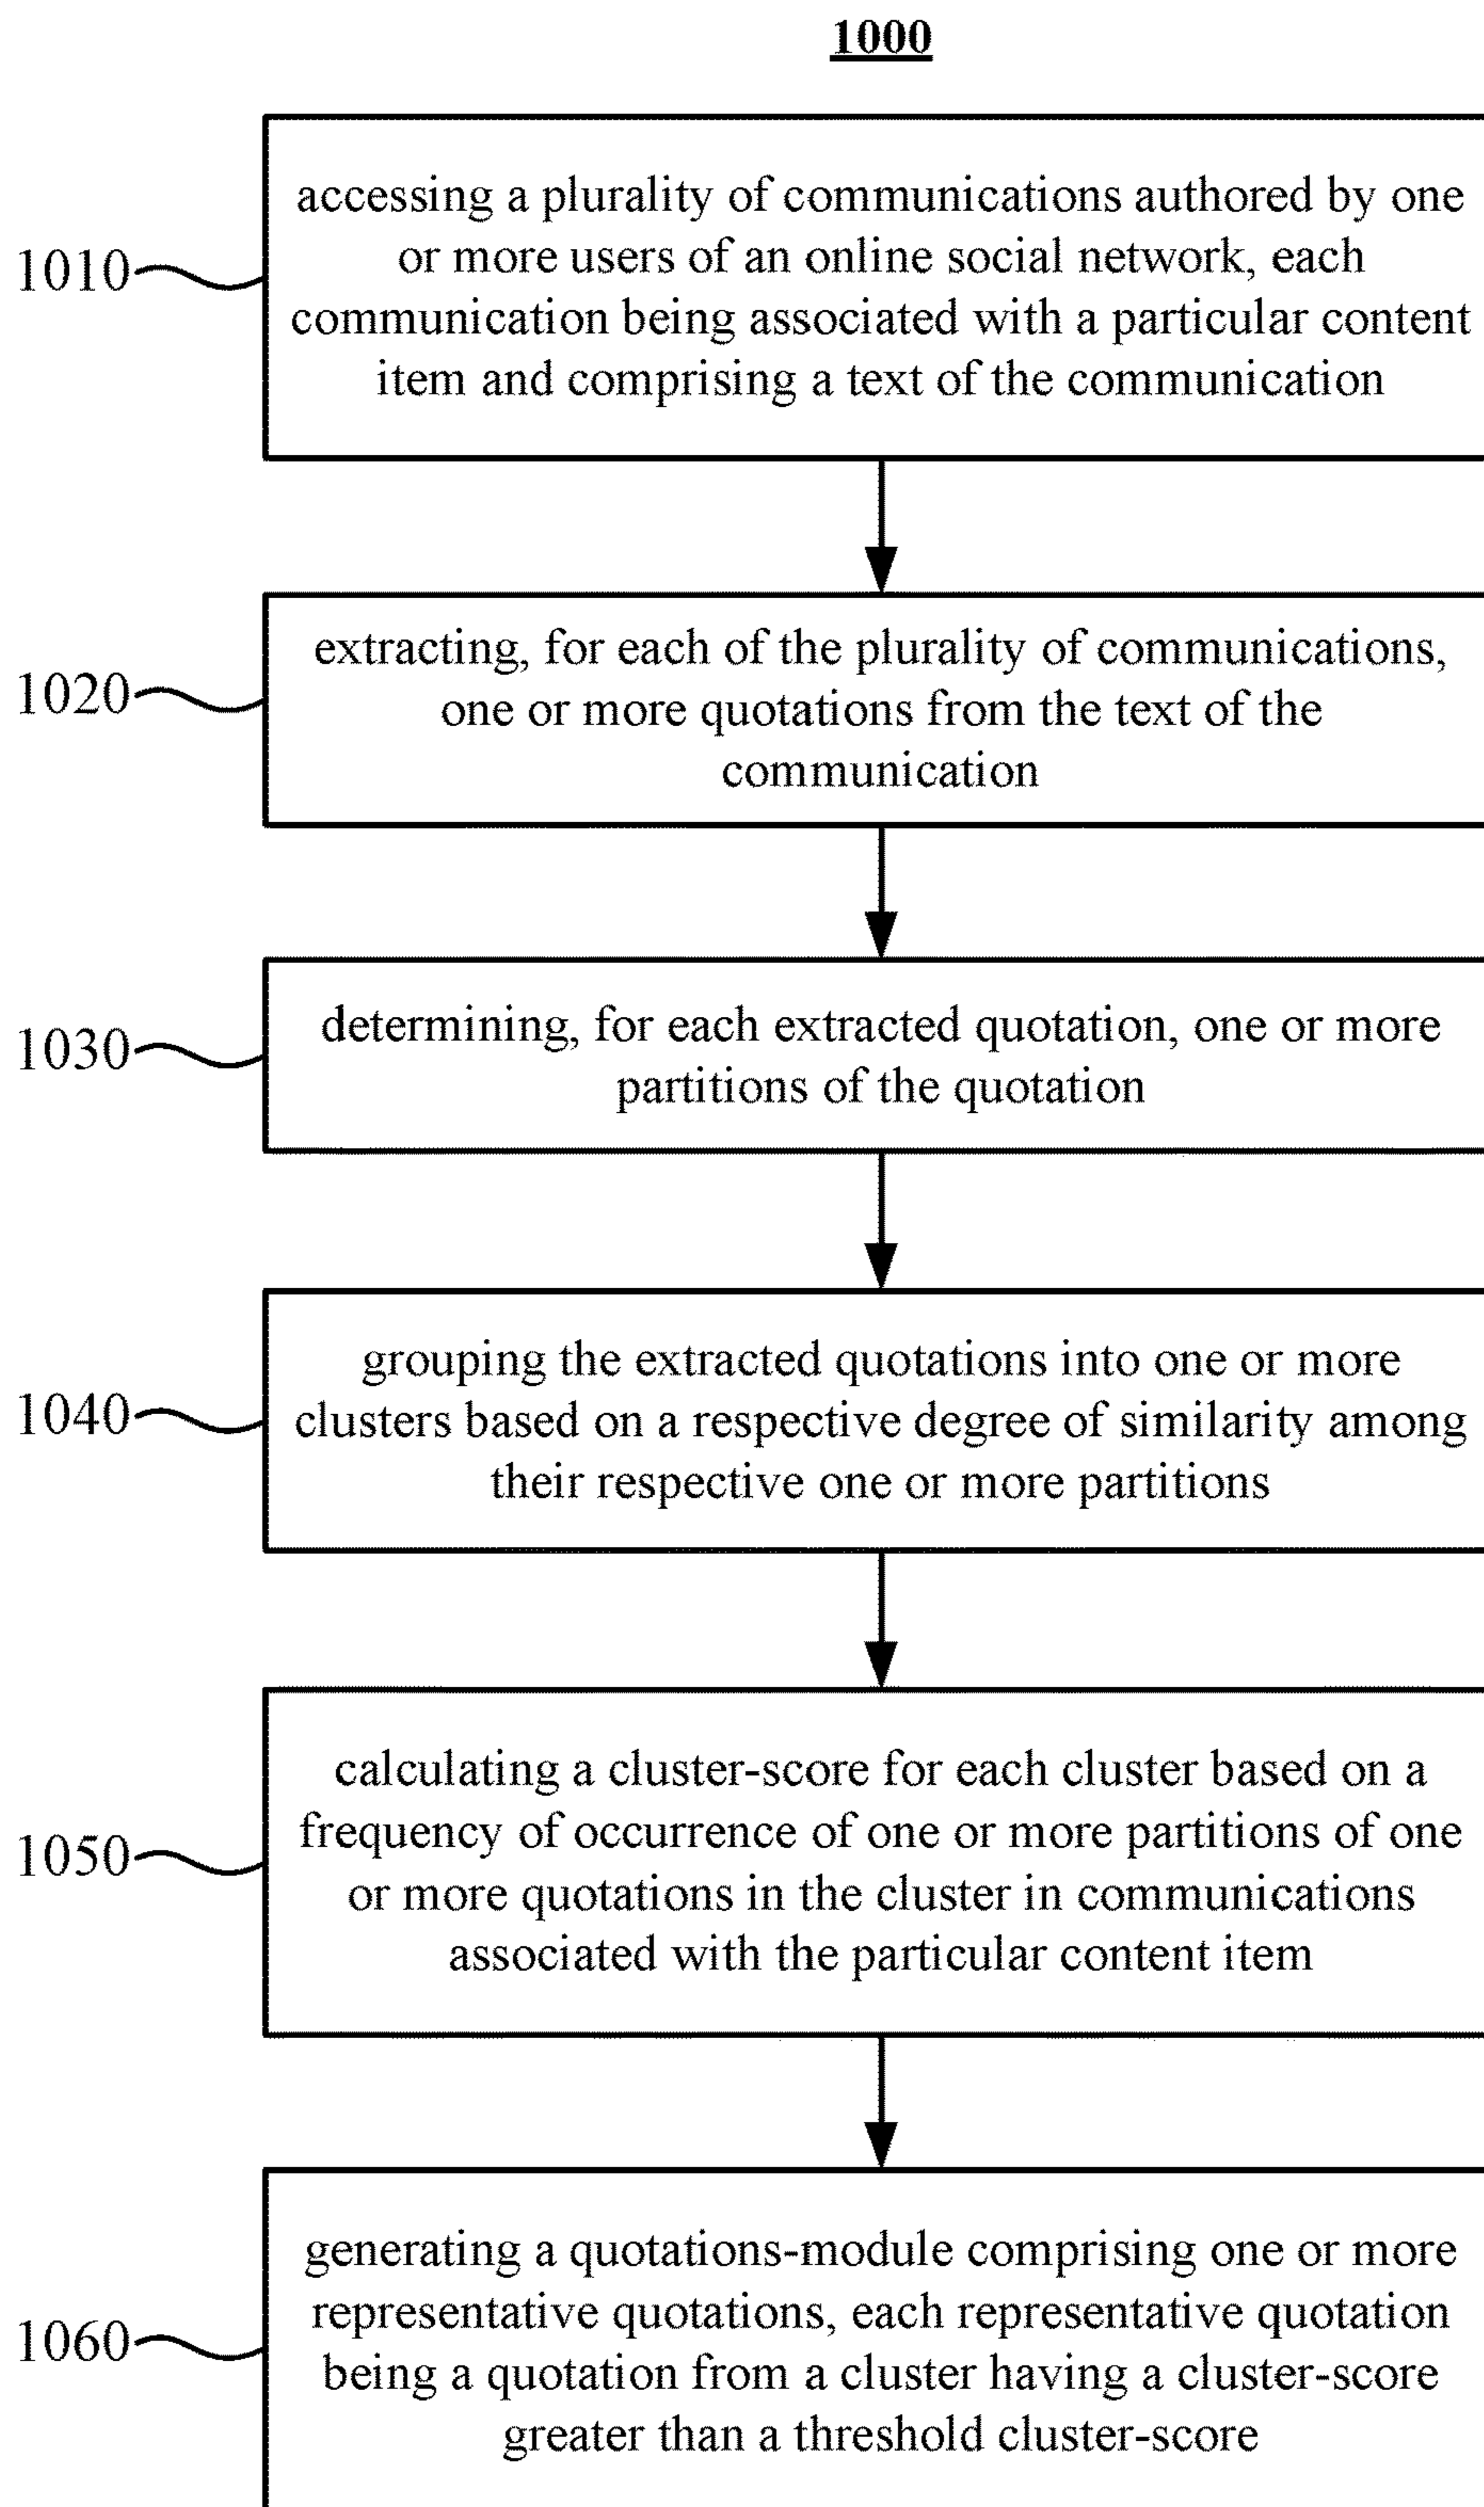 1000
accessing a plurality of communications authored by one
or more users of an online social network, each
communication being associated with a particular content
item and comprising a text of the communication
1010
extracting, for each of the plurality of communications,
one or more quotations from the text of the
communication
1020
determining, for each extracted quotation, one or more
partitions of the quotation
1030
grouping the extracted quotations into one or more
clusters based on a respective degree of similarity among
their respective one or more partitions
1040
calculating a cluster-score for each cluster based on a
frequency of occurrence of one or more partitions of one
or more quotations in the cluster in communications
associated with the particular content item
1050
generating a quotations-module comprising one or more
representative quotations, each representative quotation
being a quotation from a cluster having a cluster-score
greater than a threshold cluster-score
1060